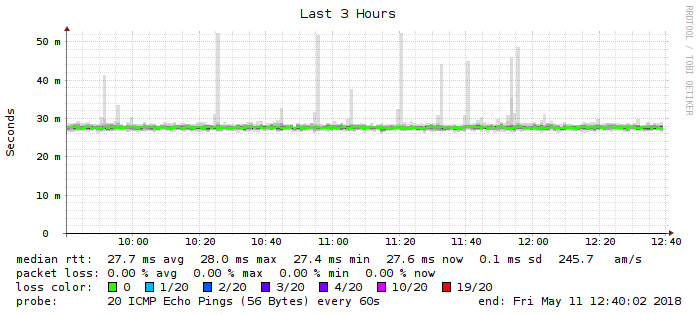 Last 3 Hours
RRDTOOL / TOBI OETIKER
Seconds
50 m
40 m
30 m
20 m
10 m
0
10:00 10:20 10:40 11:00 11:20 11:40 12:00 12:20 12:40
median rtt: 27.7 ms avg 28.0 ms max 27.4 ms min 27.6 ms now 0.1 ms sd 245.7 am/s
packet loss: 0.00 % avg 0.00 % max 0.00 % min 0.00 % now
loss color: 0 1/20 2/20 3/20 4/20 10/20 19/20
probe: 20 ICMP Echo Pings (56 Bytes) every 60s end: Fri May 11 12:40:02 2018